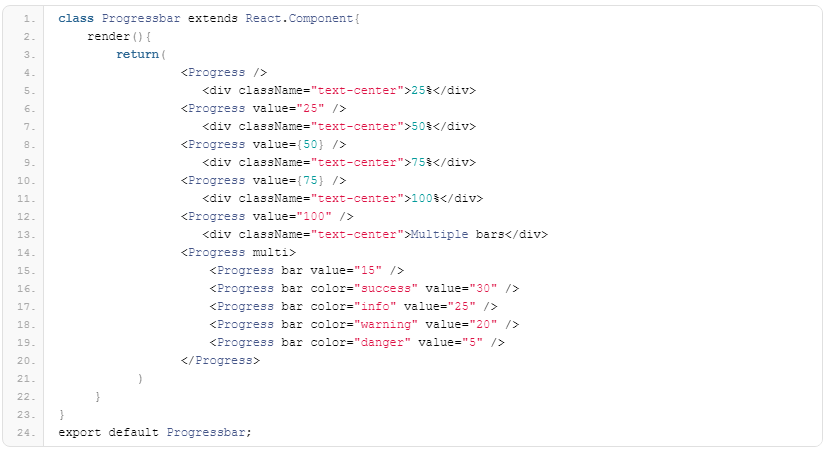 1. class Progressbar extends React.Component{
2. render(){
3. return(
4. <Progress />
5. <div className="text-center">25%</div>
6. <Progress value="25" />
7. <div className="text-center">50%</div>
8. <Progress value={50} />
9. <div className="text-center">75%</div>
10. <Progress value={75} />
11. <div className="text-center">100%</div>
12. <Progress value="100" />
13. <div className="text-center">Multiple bars</div>
14. <Progress multi>
15. <Progress bar value="15" />
16. <Progress bar color="success" value="30" />
17. <Progress bar color="info" value="25" />
18. <Progress bar color="warning" value="20" />
19. <Progress bar color="danger" value="5" />
20. </Progress>
21. )
22. }
23. }
24. export default Progressbar;